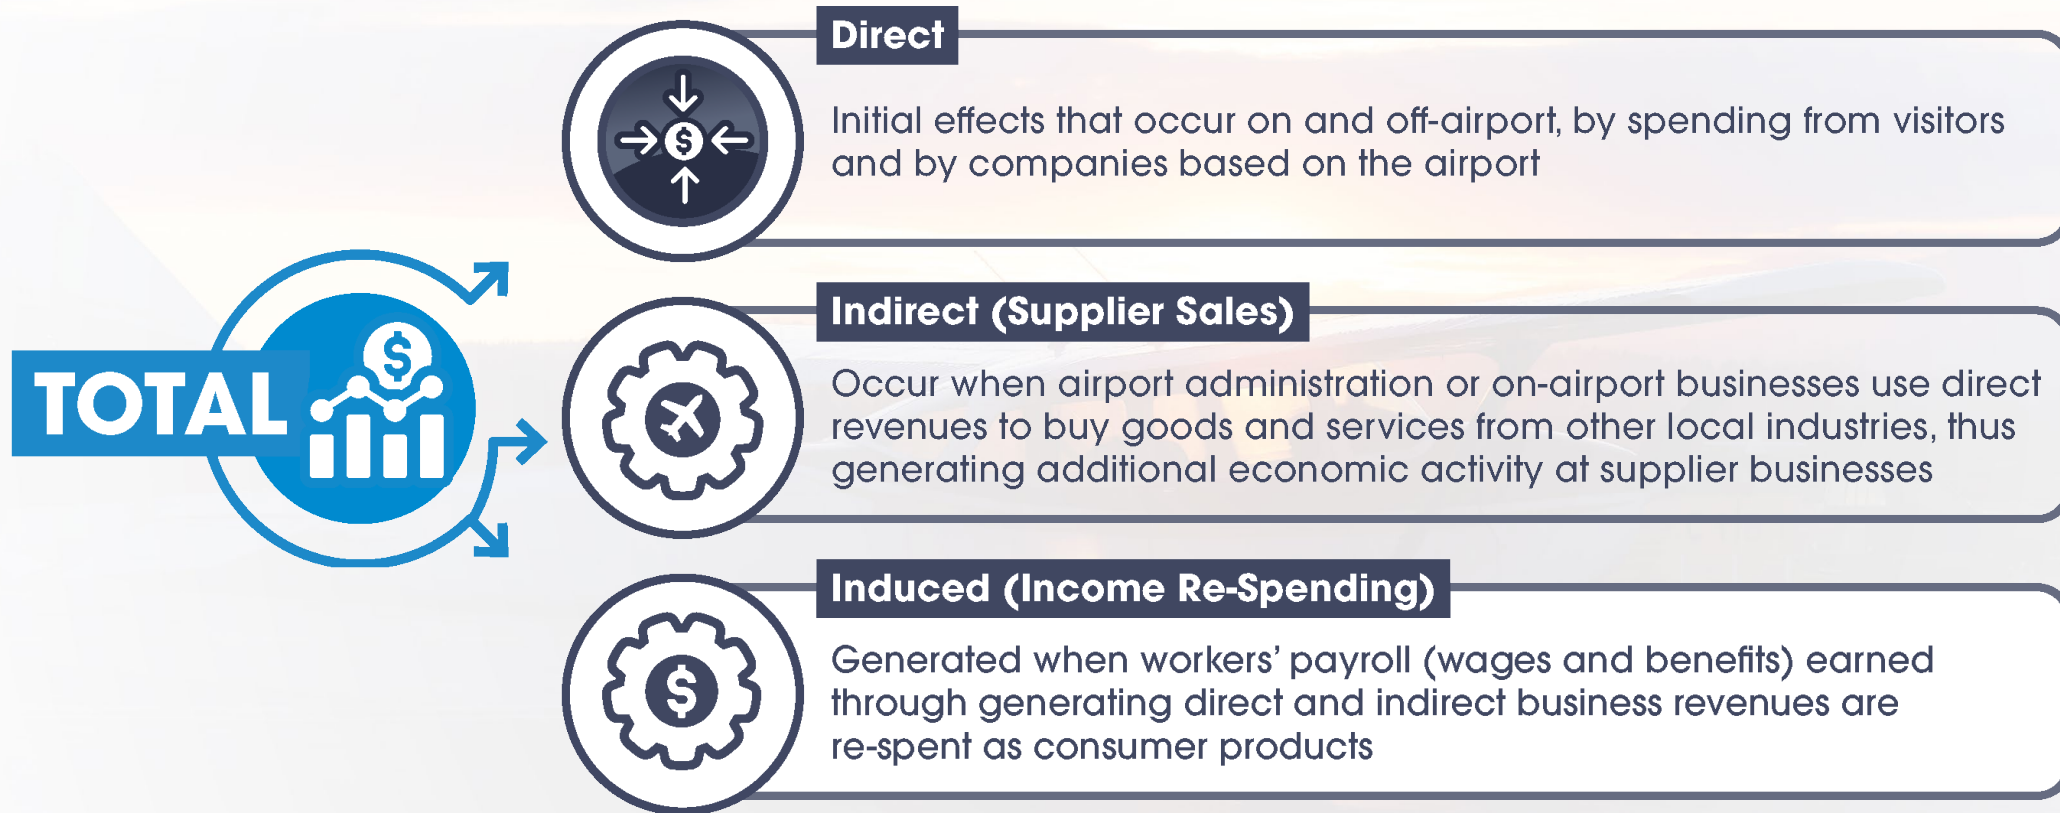 TOTAL
Direct
Initial effects that occur on and off-airport, by spending from visitors
and by companies based on the airport
Indirect (Supplier Sales)
Occur when airport administration or on-airport businesses use direct
revenues to buy goods and services from other local industries, thus
generating additional economic activity at supplier businesses
Induced (Income Re-Spending)
Generated when workers’ payroll (wages and benefits) earned
through generating direct and indirect business revenues are
re-spent as consumer products